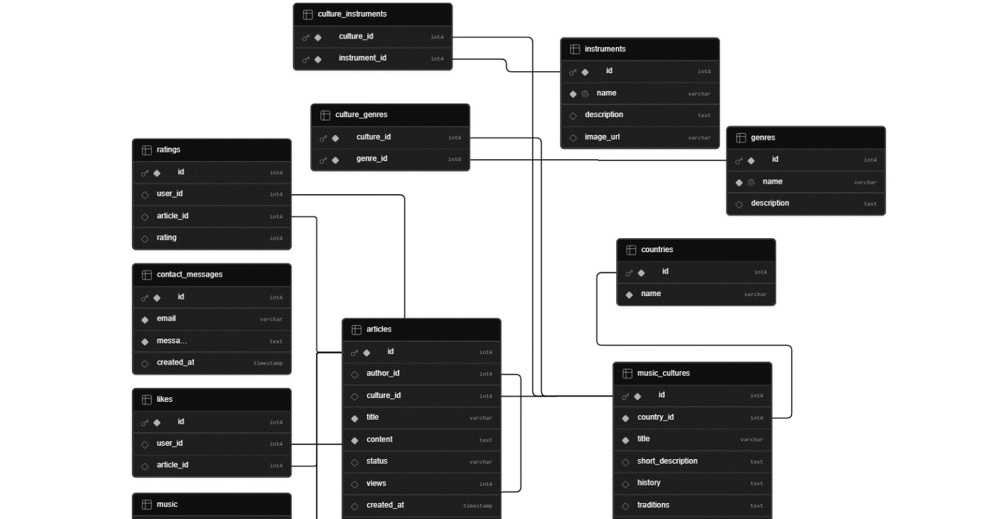 culture_instruments
culture_id int4
instrument_id int4
instruments
id int4
name varchar
description text
image_url varchar
culture_genres
culture_id int4
genre_id int4
genres
id int4
name varchar
description text
ratings
id int4
user_id int4
article_id int4
rating int4
countries
id int4
name varchar
contact_messages
id int4
email varchar
messa... text
created_at timestamp
articles
id int4
author_id int4
culture_id int4
title varchar
content text
status varchar
views int4
created_at timestamp
music_cultures
id int4
country_id int4
title varchar
short_description text
history text
traditions text
likes
id int4
user_id int4
article_id int4
music